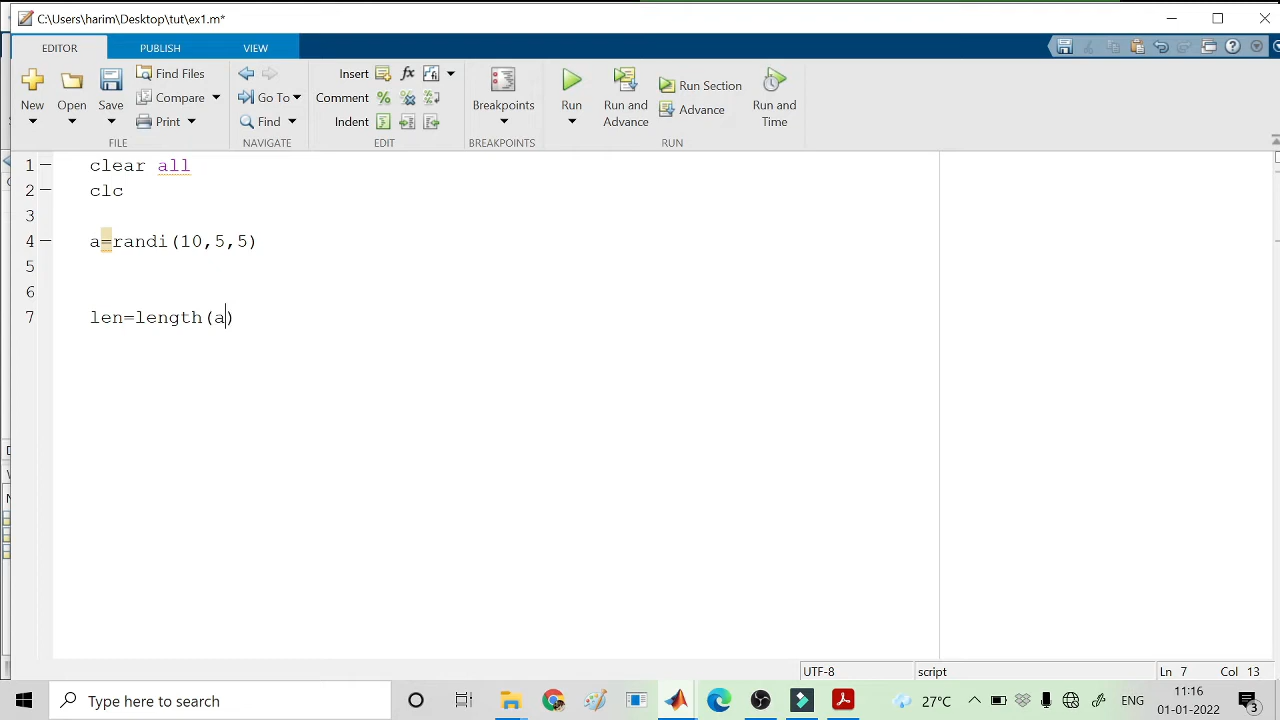 C:\Users\harim\Desktop\tut\ex1.m*
EDITOR PUBLISH VIEW
New Open Save Find Files Compare Print
FILE
Go To Find
NAVIGATE
Insert Comment Indent
EDIT
Breakpoints
BREAKPOINTS
Run Run and Advance Run Section Advance Run and Time
RUN
1 clear all
2 clc
3
4 a=randi(10,5,5)
5
6
7 len=length(a)
UTF-8 script Ln 7 Col 13
Type here to search 27°C ENG 11:16
01-01-2022 3